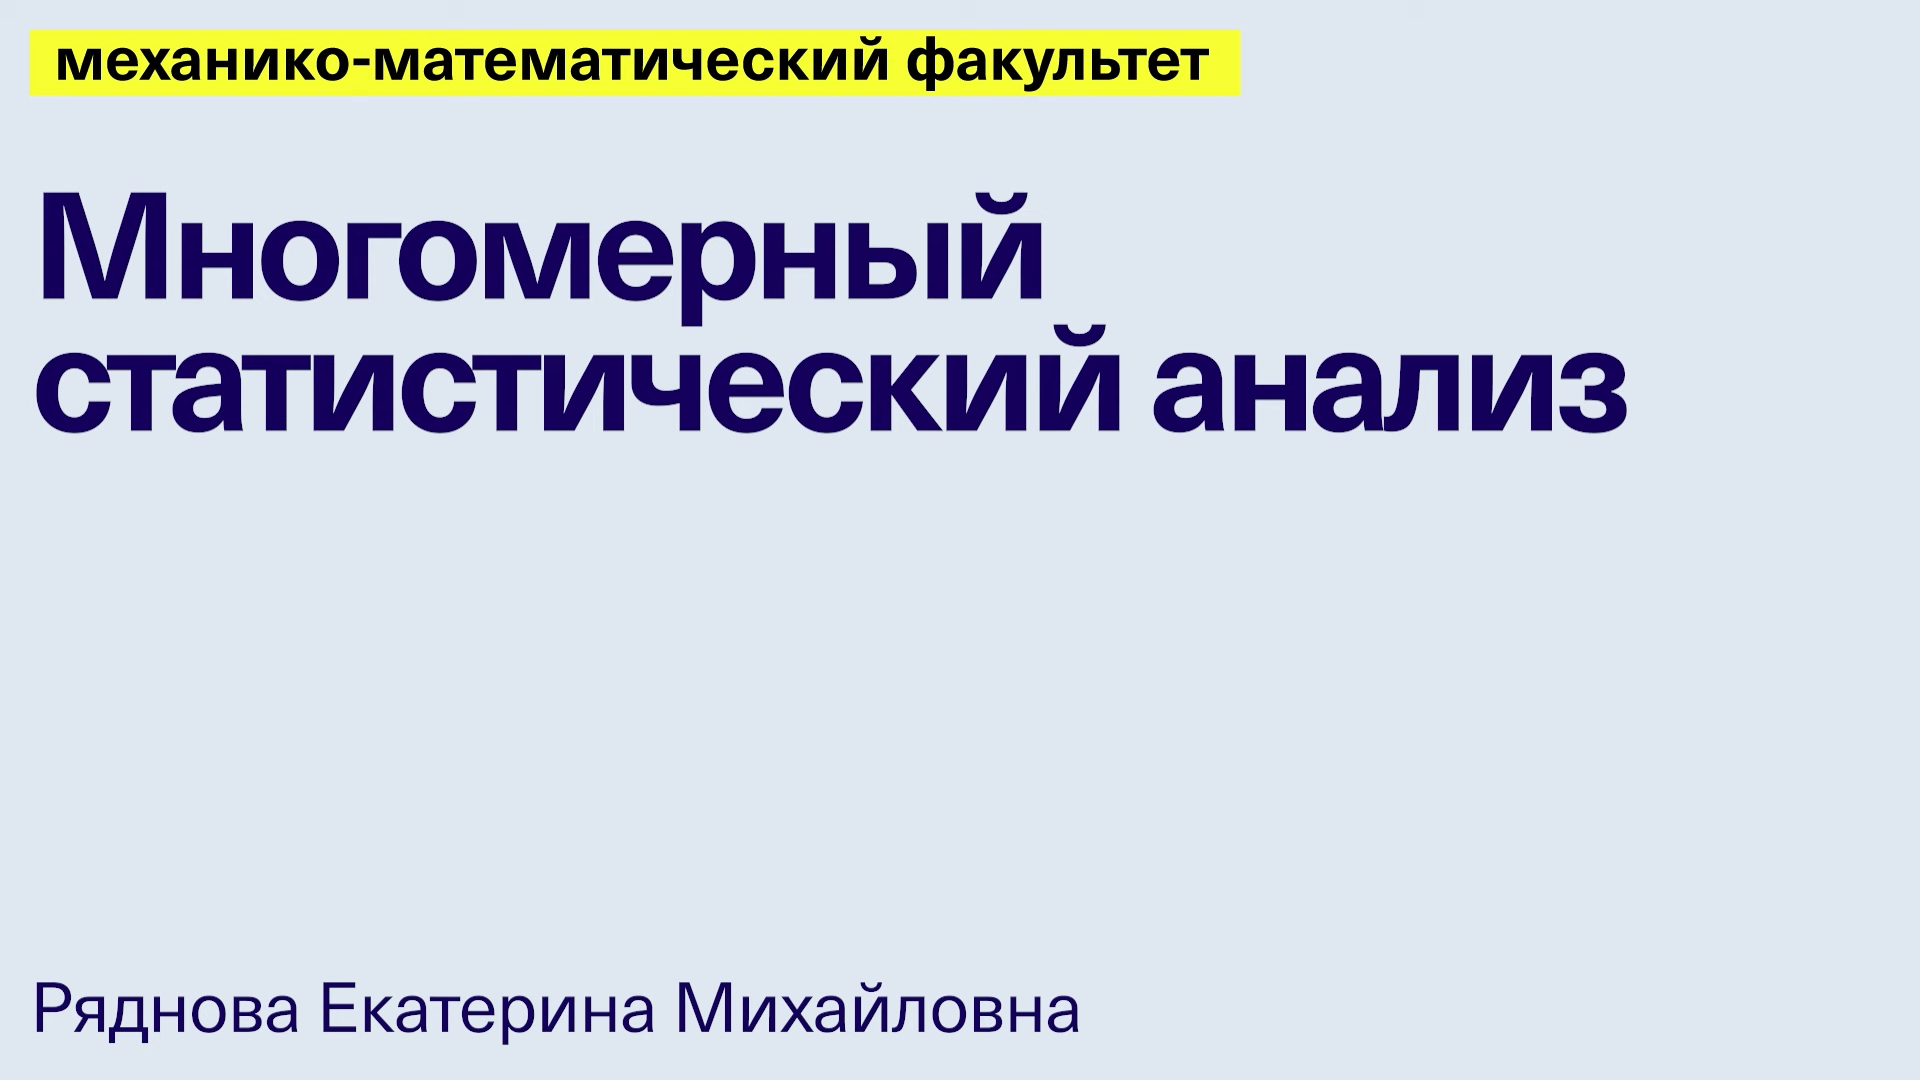 механико-математический факультет
Многомерный
статистический анализ
Ряднова Екатерина Михайловна